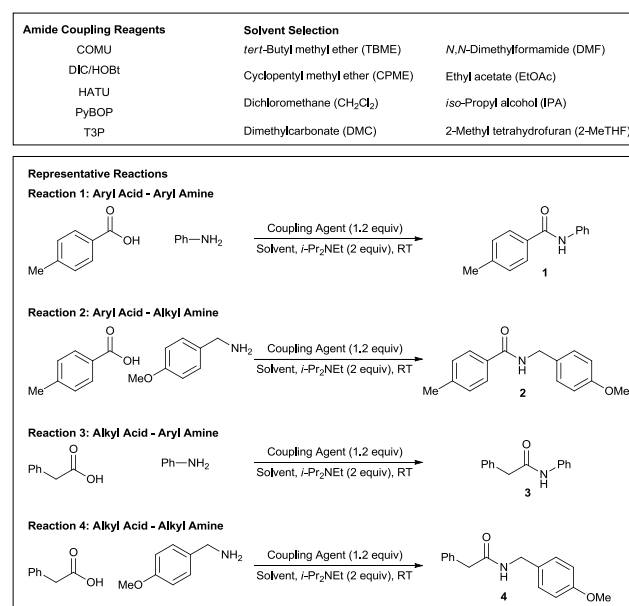 Amide Coupling Reagents
Solvent Selection
COMU
DIC/HOBt
HATU
PyBOP
T3P
tert-Butyl methyl ether (TBME)
N,N-Dimethylformamide (DMF)
Cyclopentyl methyl ether (CPME)
Ethyl acetate (EtOAc)
Dichloromethane (CH₂Cl₂)
iso-Propyl alcohol (IPA)
Dimethylcarbonate (DMC)
2-Methyl tetrahydrofuran (2-MeTHF)
Representative Reactions
Reaction 1: Aryl Acid - Aryl Amine
O
OH
Me
Ph NH₂
Coupling Agent (1.2 equiv)
Solvent, i-Pr₂NEt (2 equiv), RT
O
N
H
Ph
Me
1
Reaction 2: Aryl Acid - Alkyl Amine
O
OH
Me
NH₂
MeO
Coupling Agent (1.2 equiv)
Solvent, i-Pr₂NEt (2 equiv), RT
O
N
H
Me
OMe
2
Reaction 3: Alkyl Acid - Aryl Amine
Ph
O
OH
Ph NH₂
Coupling Agent (1.2 equiv)
Solvent, i-Pr₂NEt (2 equiv), RT
Ph
O
N
H
Ph
3
Reaction 4: Alkyl Acid - Alkyl Amine
Ph
O
OH
NH₂
MeO
Coupling Agent (1.2 equiv)
Solvent, i-Pr₂NEt (2 equiv), RT
Ph
O
N
H
OMe
4